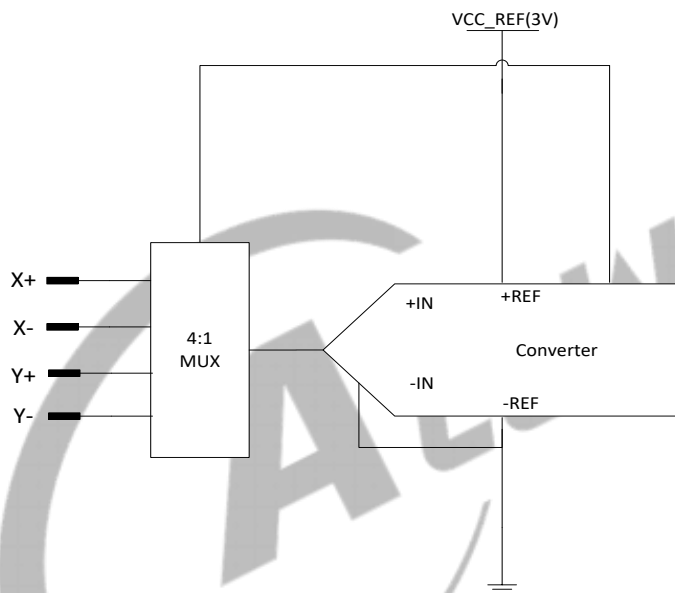 VCC_REF(3V)
X+
X-
Y+
Y-
4:1
MUX
+IN
+REF
Converter
-IN
-REF